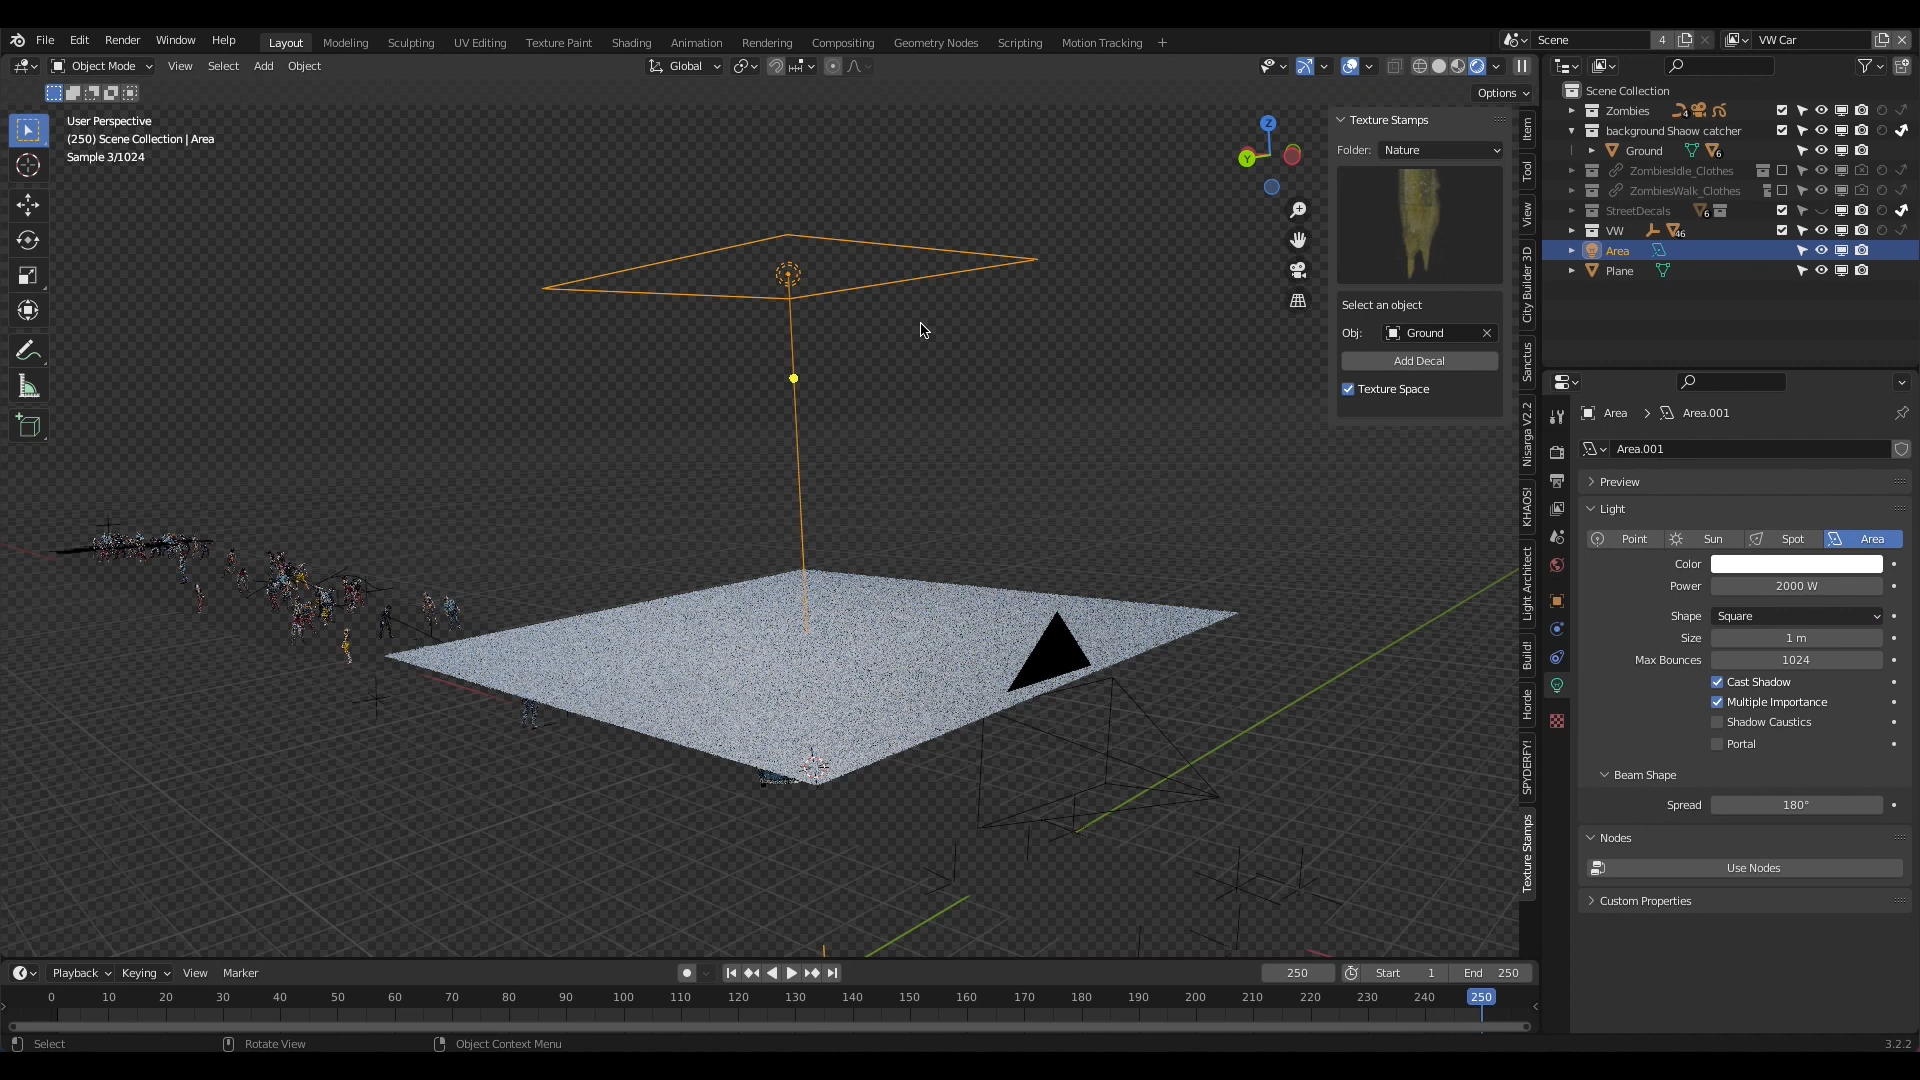 File Edit Render Window Help Layout Modeling Sculpting UV Editing Texture Paint Shading Animation Rendering Compositing Geometry Nodes Scripting Motion Tracking + Scene 4 VW Car
Object Mode View Select Add Object Global
Options
User Perspective
(250) Scene Collection | Area
Sample 3/1024
Z
Y
Texture Stamps
Folder: Nature
Select an object
Obj: Ground
Add Decal
Texture Space
Item
Tool
View
City Builder 3D
Sanctus
Nisarga V2.2
KHAOS!
Light Architect
Build!
Horde
SPYDERFY!
Texture Stamps
Scene Collection
Zombies 4
background Shaow catcher
Ground 6
ZombiesIdle_Clothes
ZombiesWalk_Clothes
StreetDecals 6
VW 46
Area
Plane
Area > Area.001
Area.001
Preview
Light
Point Sun Spot Area
Color
Power 2000 W
Shape Square
Size 1 m
Max Bounces 1024
Cast Shadow
Multiple Importance
Shadow Caustics
Portal
Beam Shape
Spread 180°
Nodes
Use Nodes
Custom Properties
Playback Keying View Marker 250 Start 1 End 250
0 10 20 30 40 50 60 70 80 90 100 110 120 130 140 150 160 170 180 190 200 210 220 230 240 250
Select Rotate View Object Context Menu 3.2.2